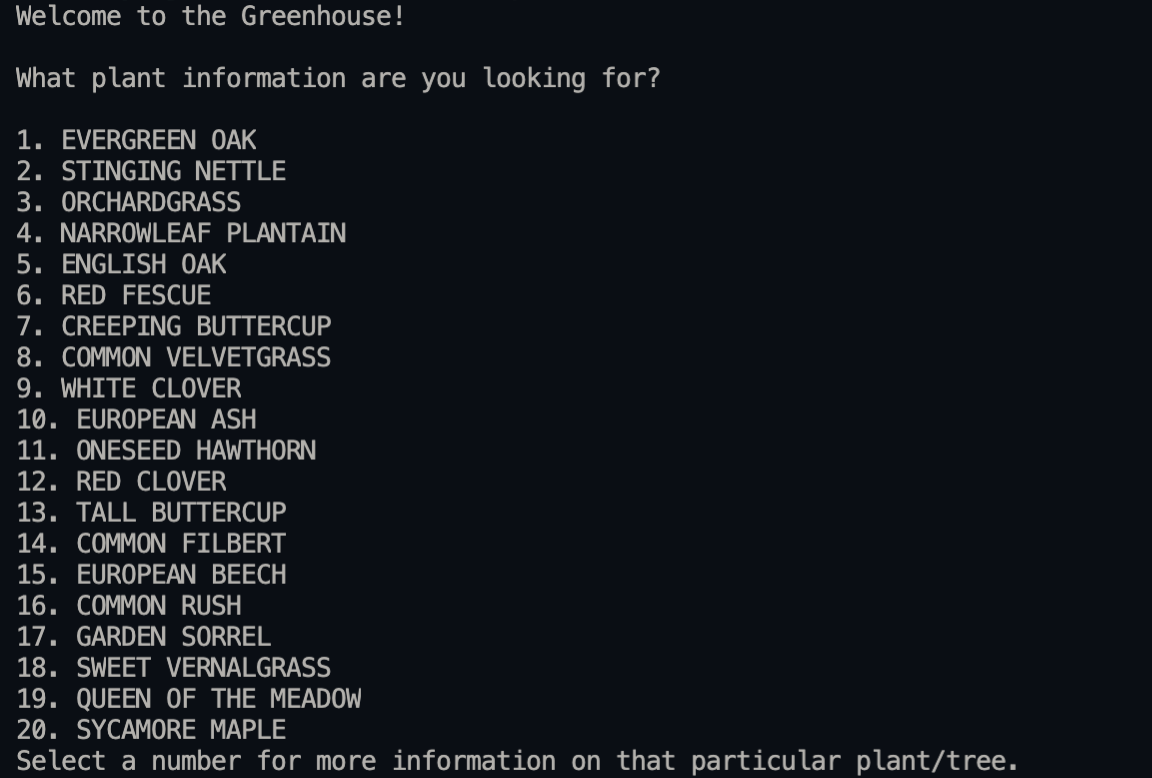 Welcome to the Greenhouse!
What plant information are you looking for?
1. EVERGREEN OAK
2. STINGING NETTLE
3. ORCHARDGRASS
4. NARROWLEAF PLANTAIN
5. ENGLISH OAK
6. RED FESCUE
7. CREEPING BUTTERCUP
8. COMMON VELVETGRASS
9. WHITE CLOVER
10. EUROPEAN ASH
11. ONESEED HAWTHORN
12. RED CLOVER
13. TALL BUTTERCUP
14. COMMON FILBERT
15. EUROPEAN BEECH
16. COMMON RUSH
17. GARDEN SORREL
18. SWEET VERNALGRASS
19. QUEEN OF THE MEADOW
20. SYCAMORE MAPLE
Select a number for more information on that particular plant/tree.